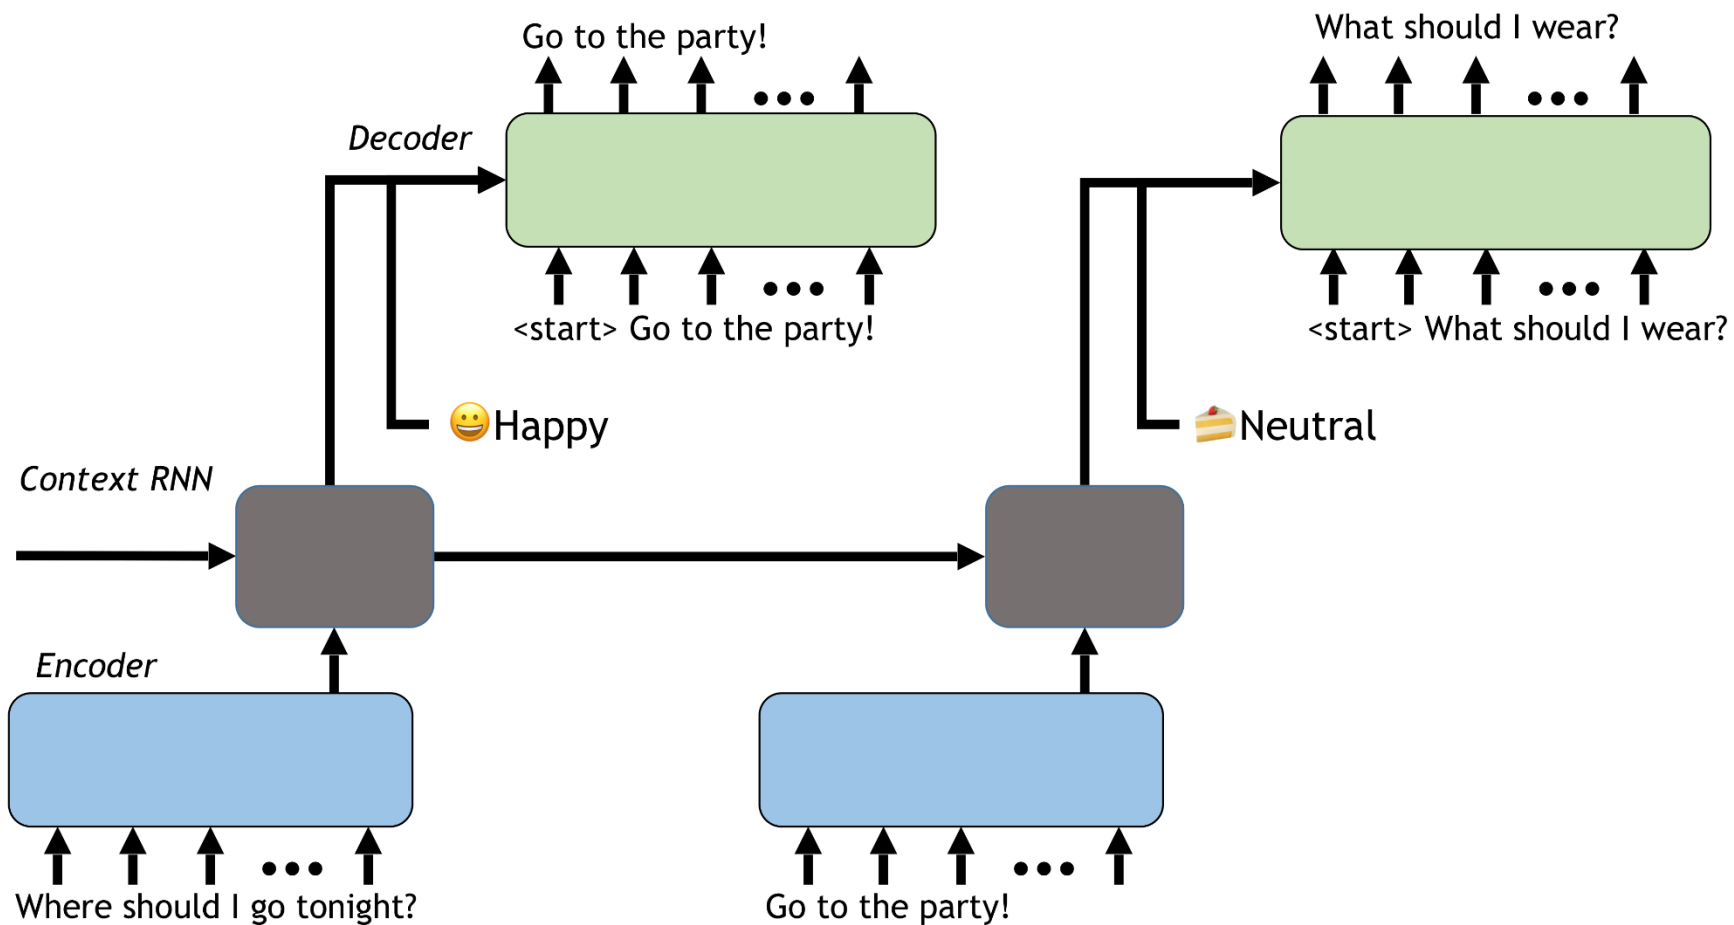 Go to the party!
What should I wear?
Decoder
<start> Go to the party!
<start> What should I wear?
😀Happy
🍰Neutral
Context RNN
Encoder
Where should I go tonight?
Go to the party!